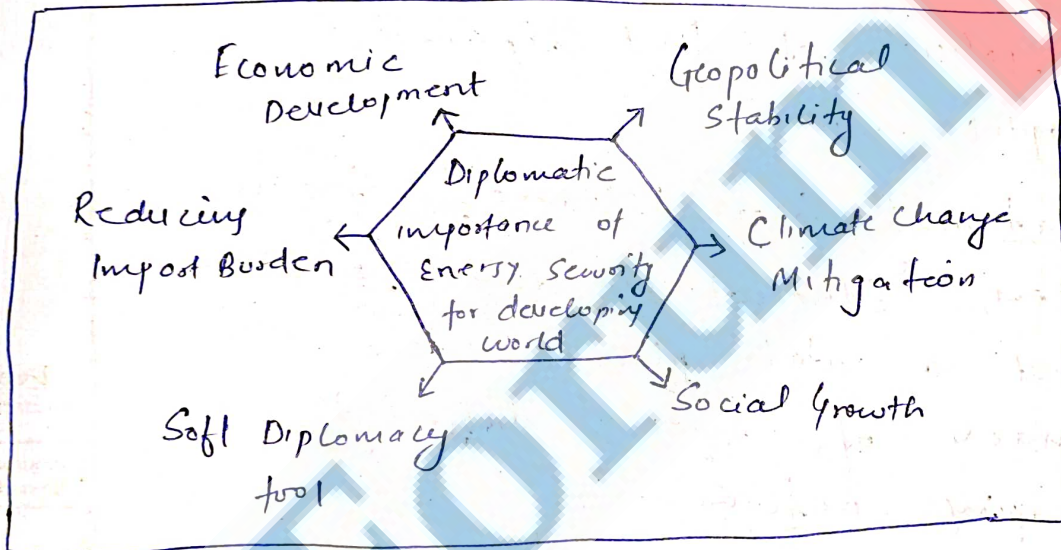 Economic
Development
Geopolitical
Stability
Diplomatic
importance of
Energy Security
for developing
world
Reducing
Import Burden
Climate Change
Mitigation
Soft Diplomacy
tool
Social Growth
Forum